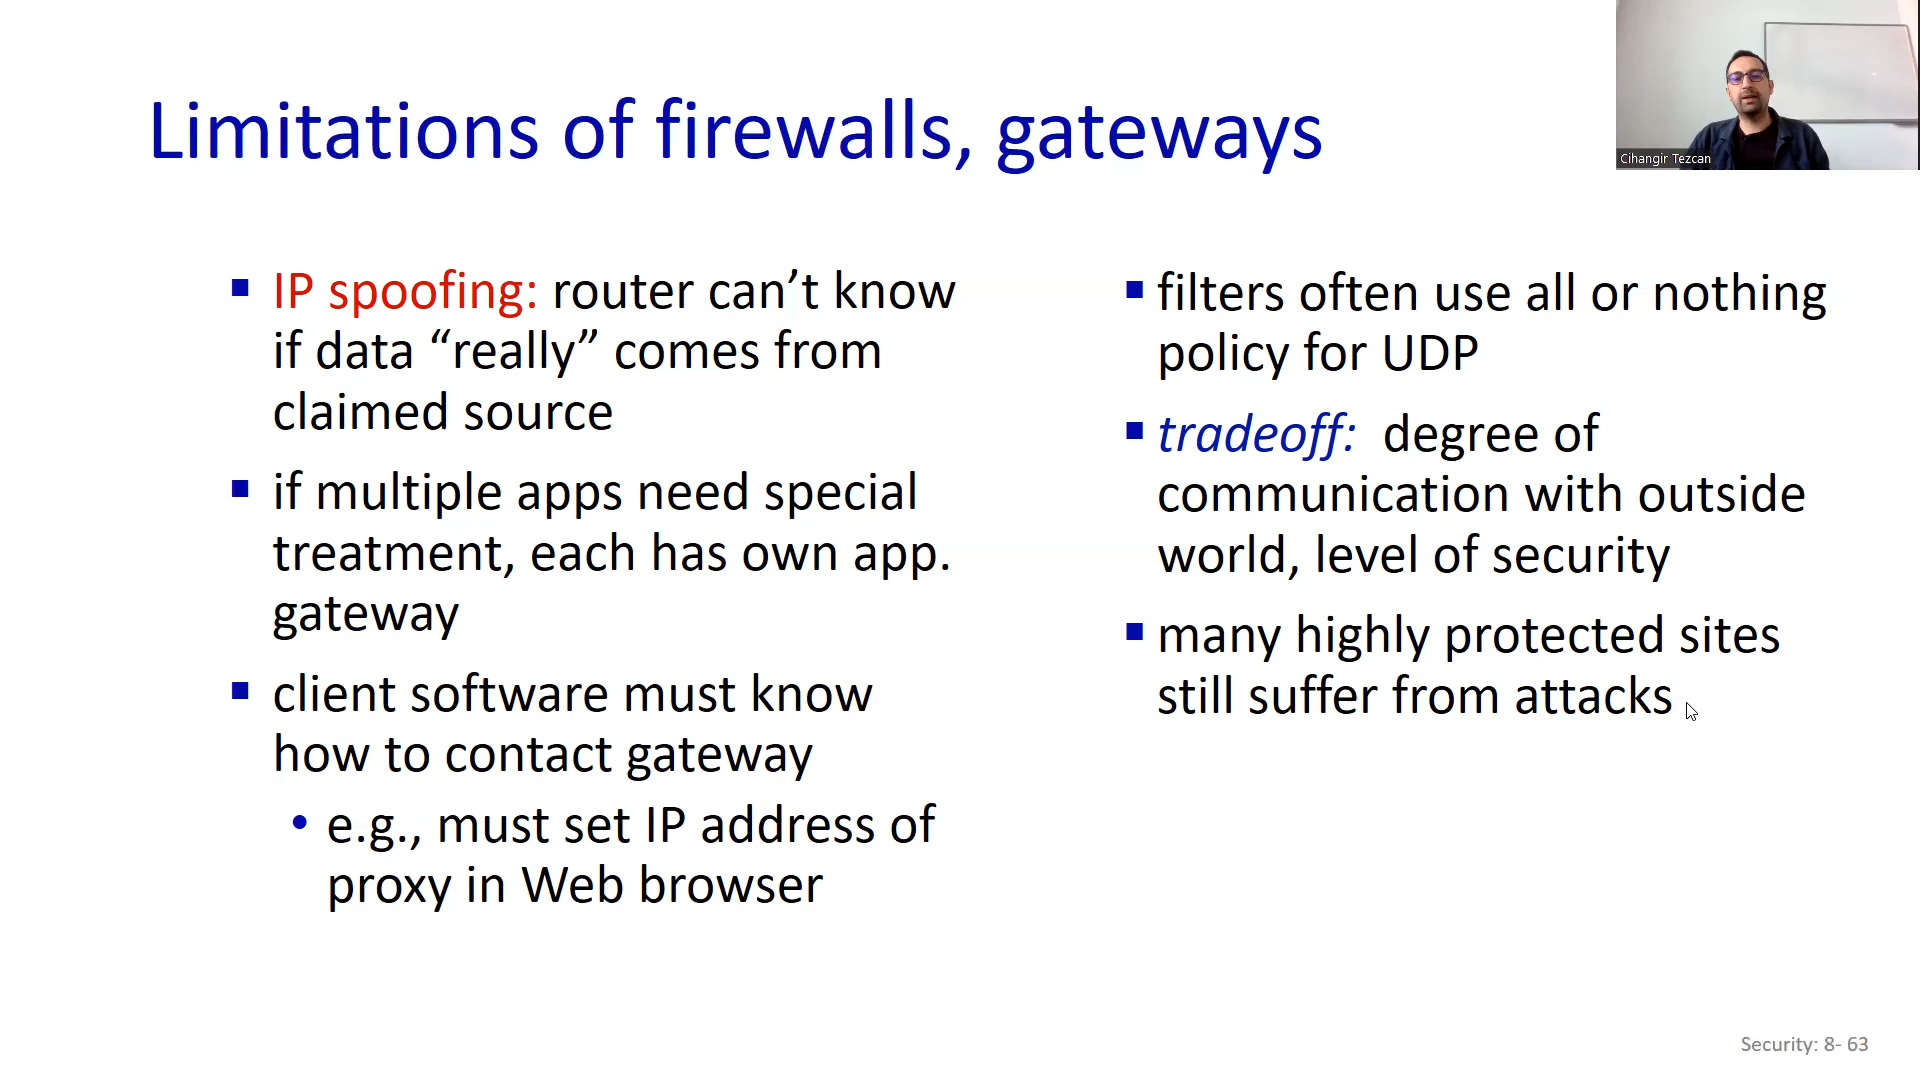 Limitations of firewalls, gateways
Cihangir Tezcan
▪ IP spoofing: router can’t know
if data “really” comes from
claimed source
▪ if multiple apps need special
treatment, each has own app.
gateway
▪ client software must know
how to contact gateway
• e.g., must set IP address of
proxy in Web browser
▪ filters often use all or nothing
policy for UDP
▪ tradeoff: degree of
communication with outside
world, level of security
▪ many highly protected sites
still suffer from attacks
Security: 8- 63